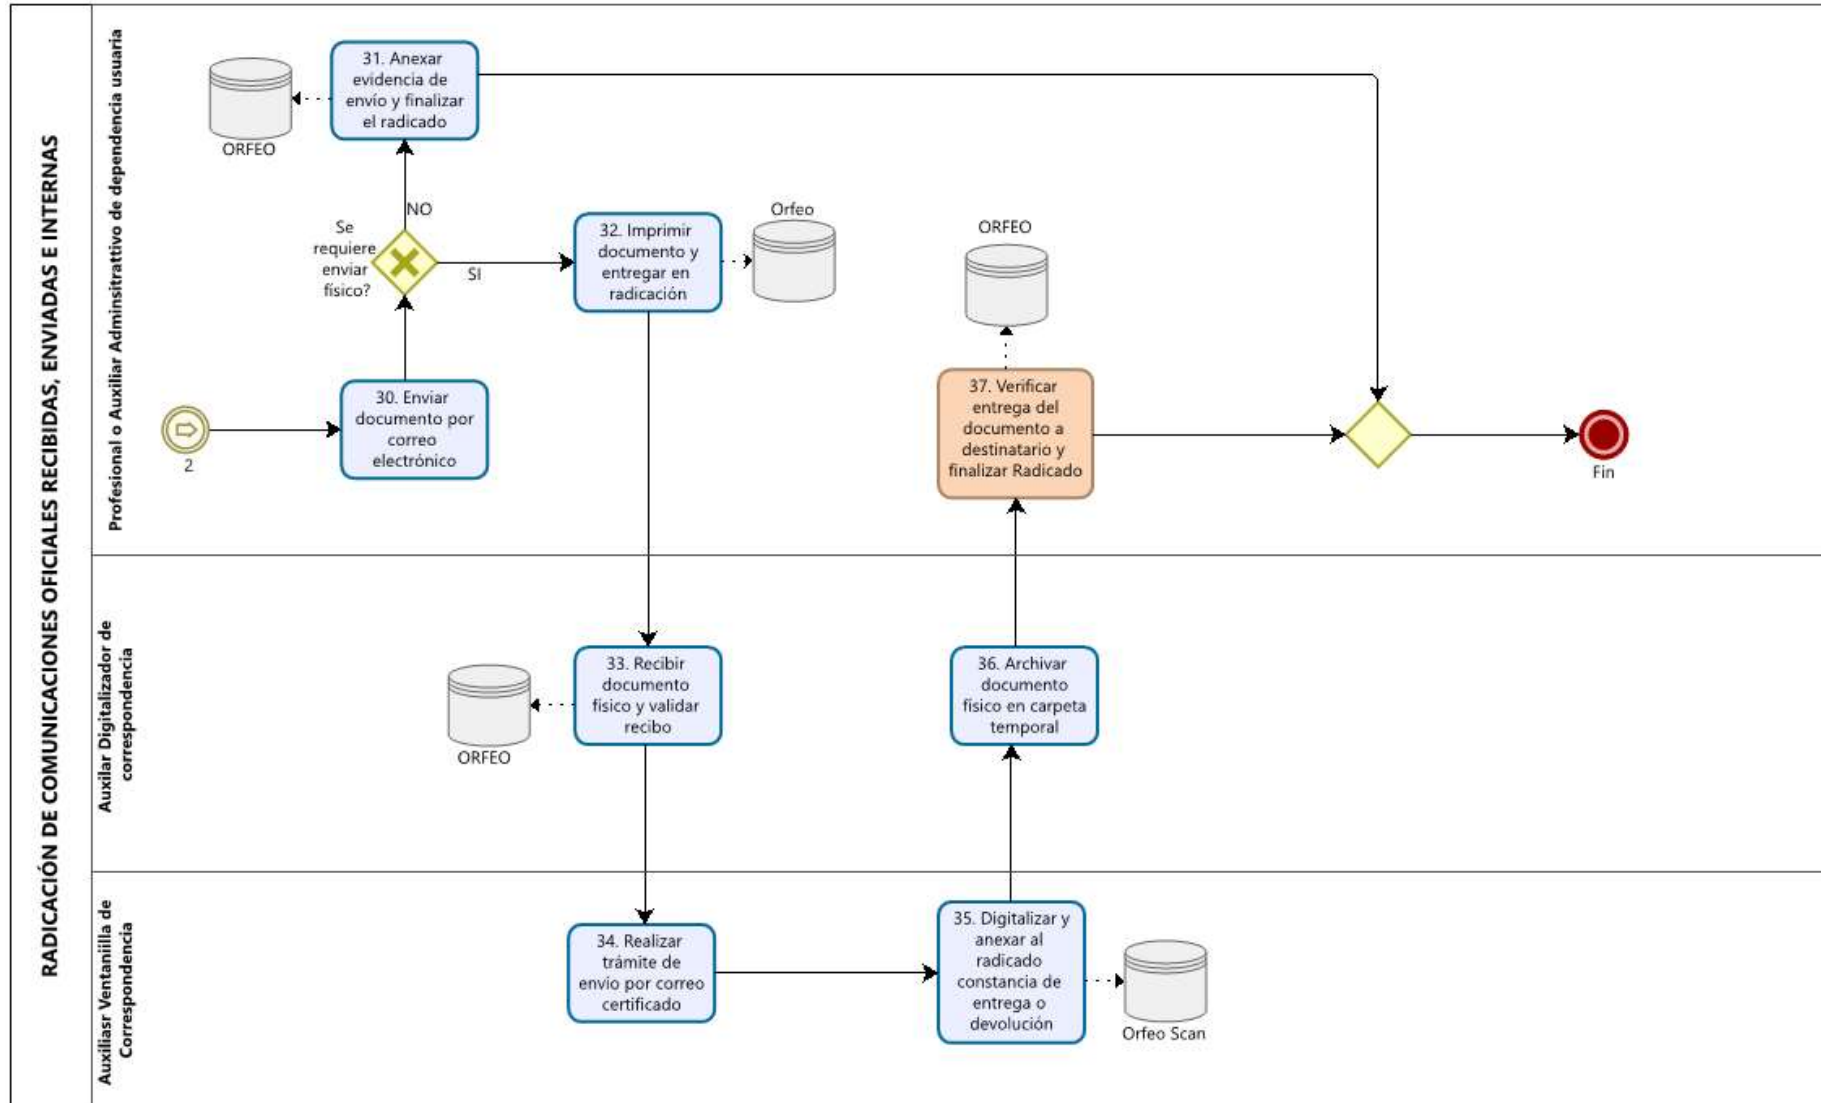 RADICACIÓN DE COMUNICACIONES OFICIALES RECIBIDAS, ENVIADAS E INTERNAS
Profesional o Auxiliar Adminsitrattivo de dependencia usuaria
31. Anexar
evidencia de
envío y finalizar
el radicado
ORFEO
NO
Se
requiere
enviar
físico?
SI
32. Imprimir
documento y
entregar en
radicación
Orfeo
ORFEO
30. Enviar
documento por
correo
electrónico
2
37. Verificar
entrega del
documento a
destinatario y
finalizar Radicado
Fin
Auxilar Digitalizador de
correspondencia
33. Recibir
documento
físico y validar
recibo
ORFEO
36. Archivar
documento
físico en carpeta
temporal
Auxiliasr Ventaniilla de
Correspondencia
34. Realizar
trámite de
envío por correo
certificado
35. Digitalizar y
anexar al
radicado
constancia de
entrega o
devolución
Orfeo Scan